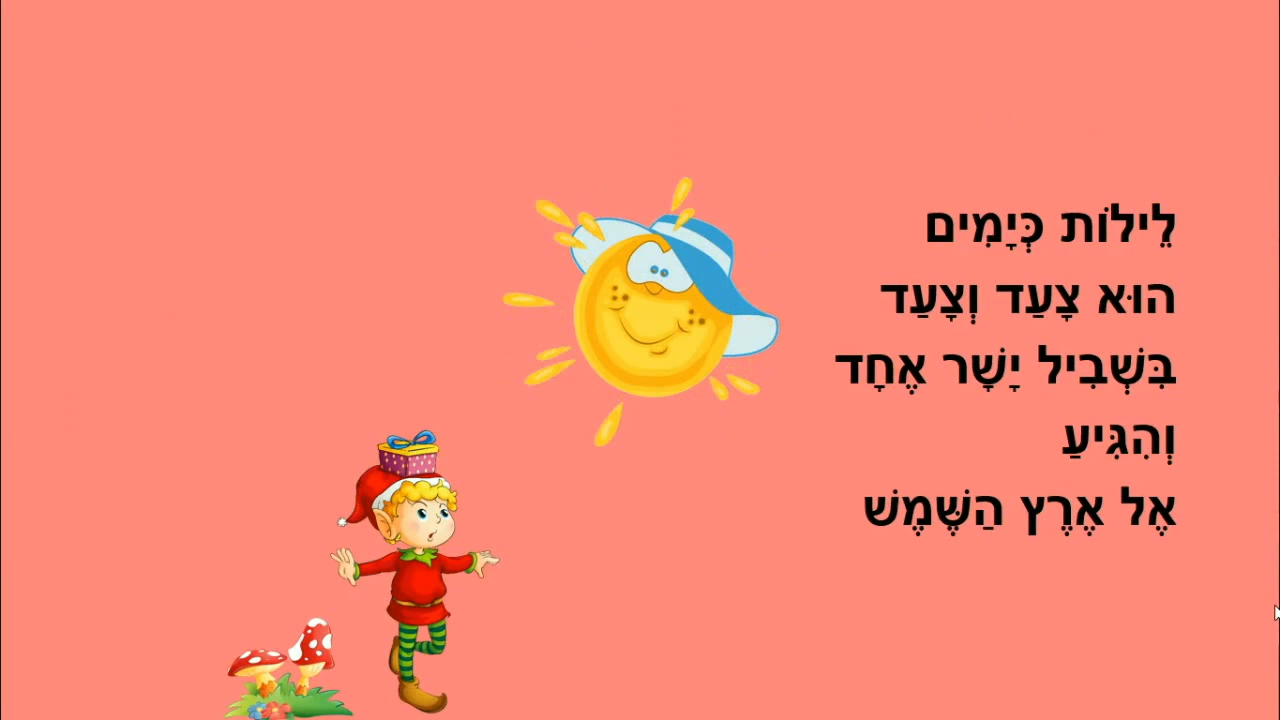 לֵילוֹת כְּיָמִים
הוּא צָעַד וְצָעַד
בִּשְׁבִיל יָשָׁר אֶחָד
וְהִגִּיעַ
אֶל אֶרֶץ הַשֶּׁמֶשׁ